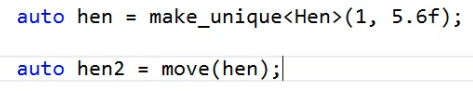 auto hen = make_unique<Hen>(1, 5.6f);
auto hen2 = move(hen);